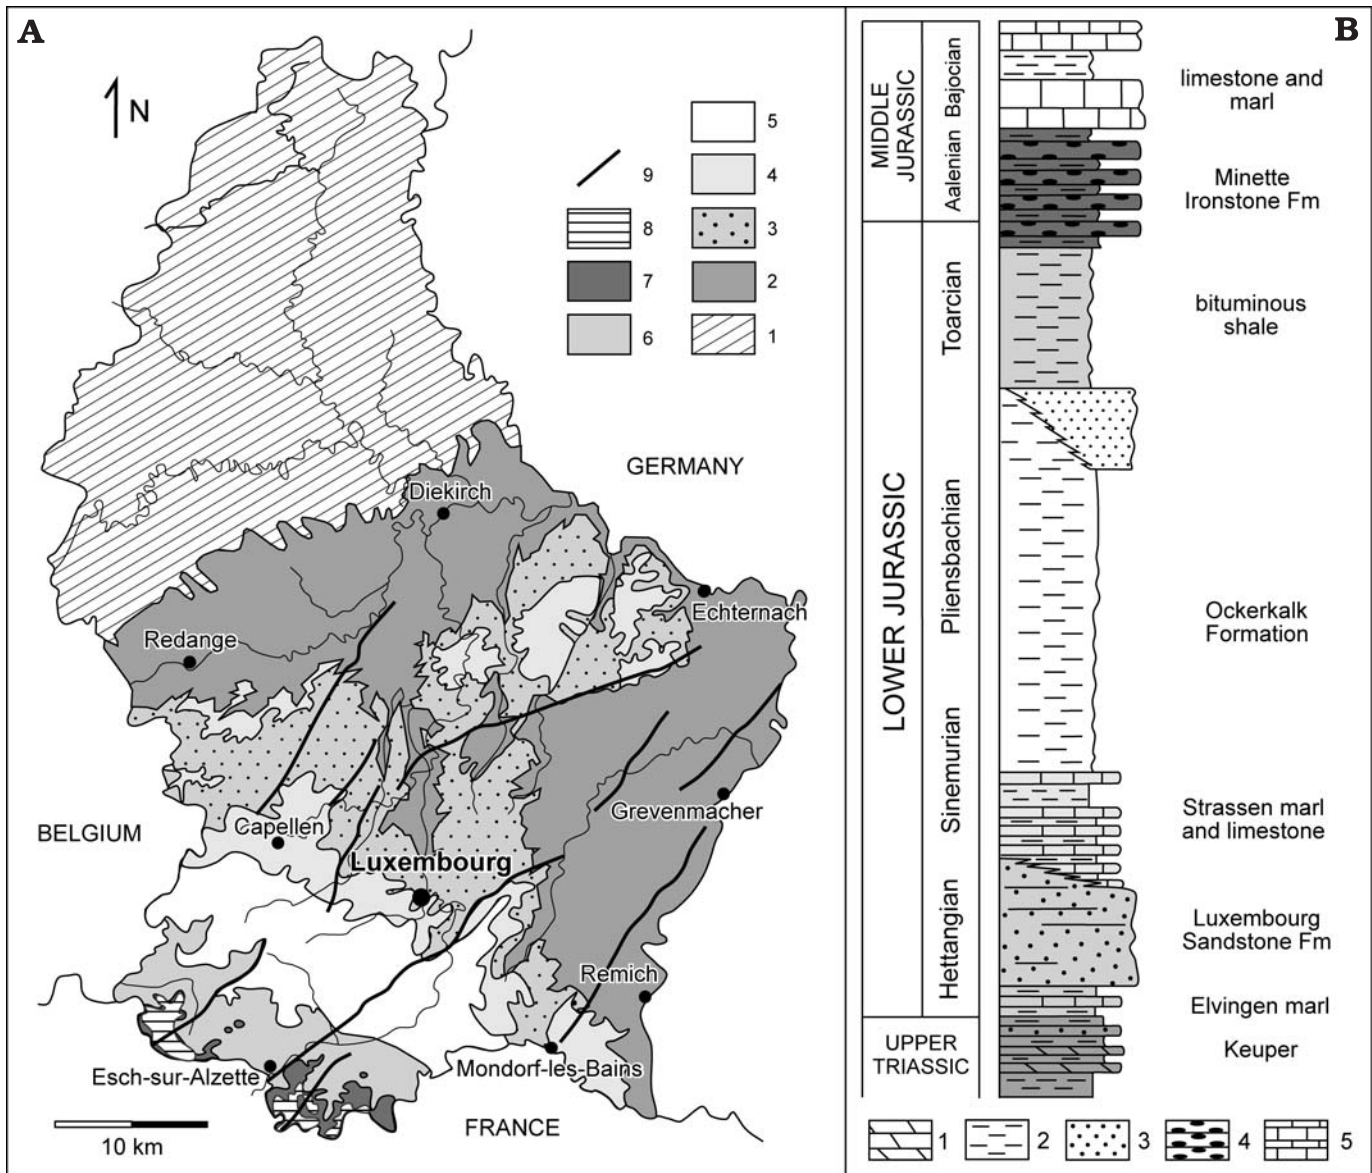 A
N
5
9
4
8
3
7
2
6
1
GERMANY
Diekirch
Echternach
Redange
Grevenmacher
BELGIUM
Capellen
Luxembourg
Remich
Esch-sur-Alzette
Mondorf-les-Bains
FRANCE
10 km
B
MIDDLE
JURASSIC
LOWER JURASSIC
UPPER
TRIASSIC
Bajocian
Aalenian
Toarcian
Pliensbachian
Sinemurian
Hettangian
limestone and
marl
Minette
Ironstone Fm
bituminous
shale
Ockerkalk
Formation
Strassen marl
and limestone
Luxembourg
Sandstone Fm
Elvingen marl
Keuper
1
2
3
4
5